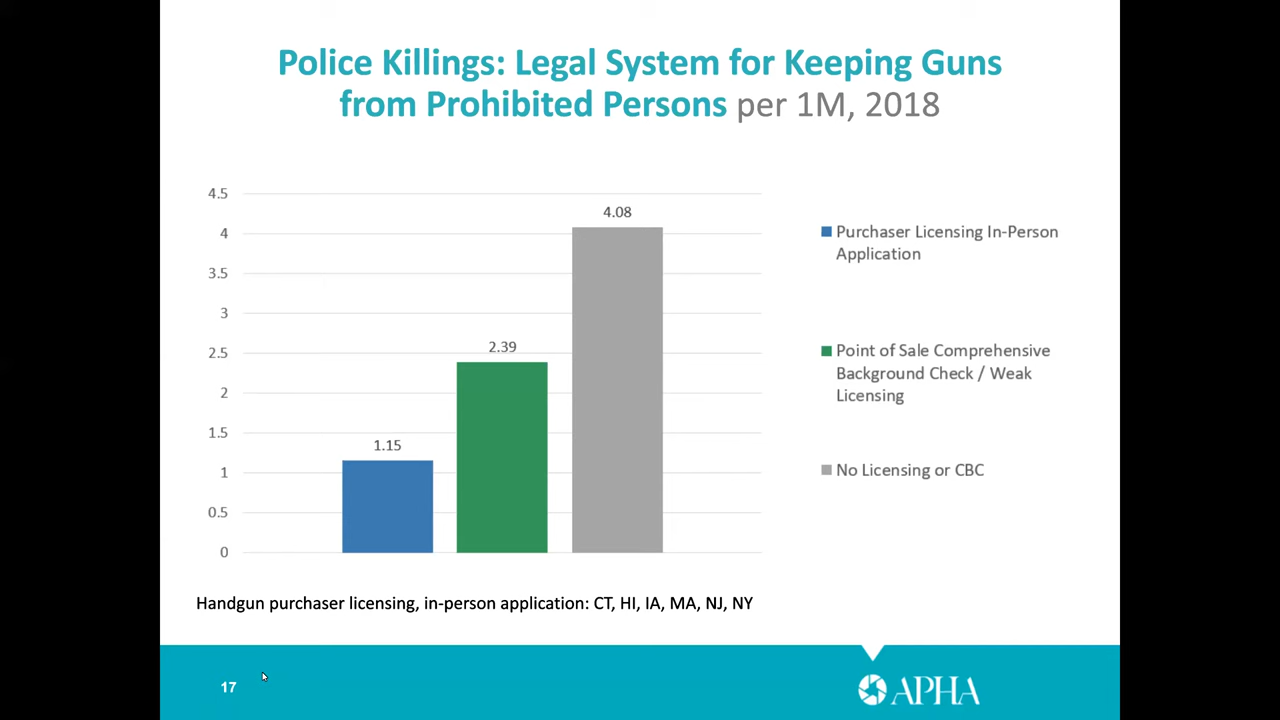 Police Killings: Legal System for Keeping Guns
from Prohibited Persons per 1M, 2018
4.5
4
3.5
3
2.5
2
1.5
1
0.5
0
1.15
2.39
4.08
Purchaser Licensing In-Person
Application
Point of Sale Comprehensive
Background Check / Weak
Licensing
No Licensing or CBC
Handgun purchaser licensing, in-person application: CT, HI, IA, MA, NJ, NY
17
APHA